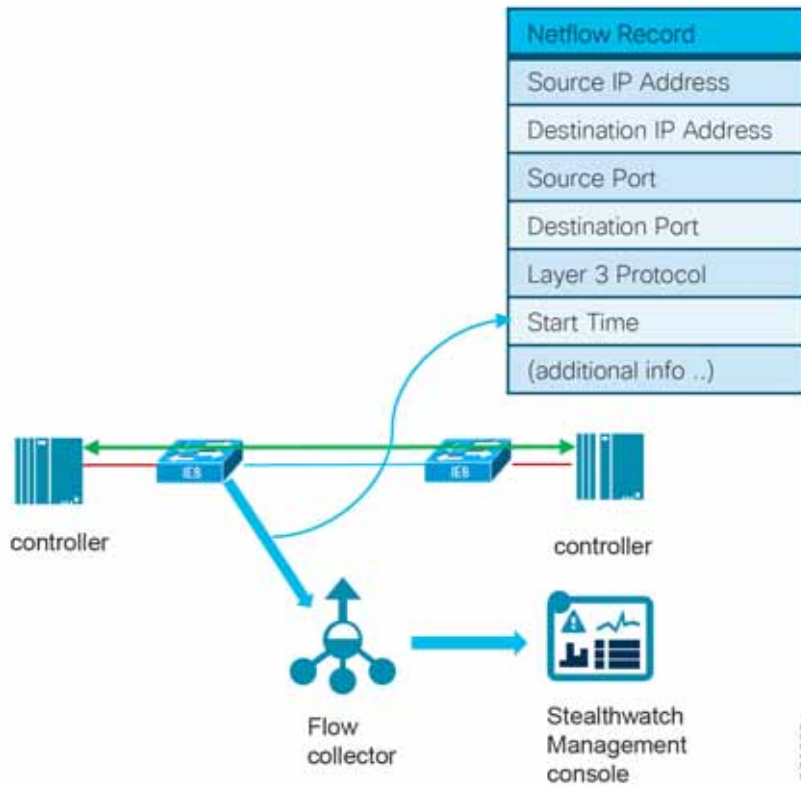 Netflow Record
Source IP Address
Destination IP Address
Source Port
Destination Port
Layer 3 Protocol
Start Time
(additional info ..)
IE8
IE8
controller
controller
Flow
collector
Stealthwatch
Management
console